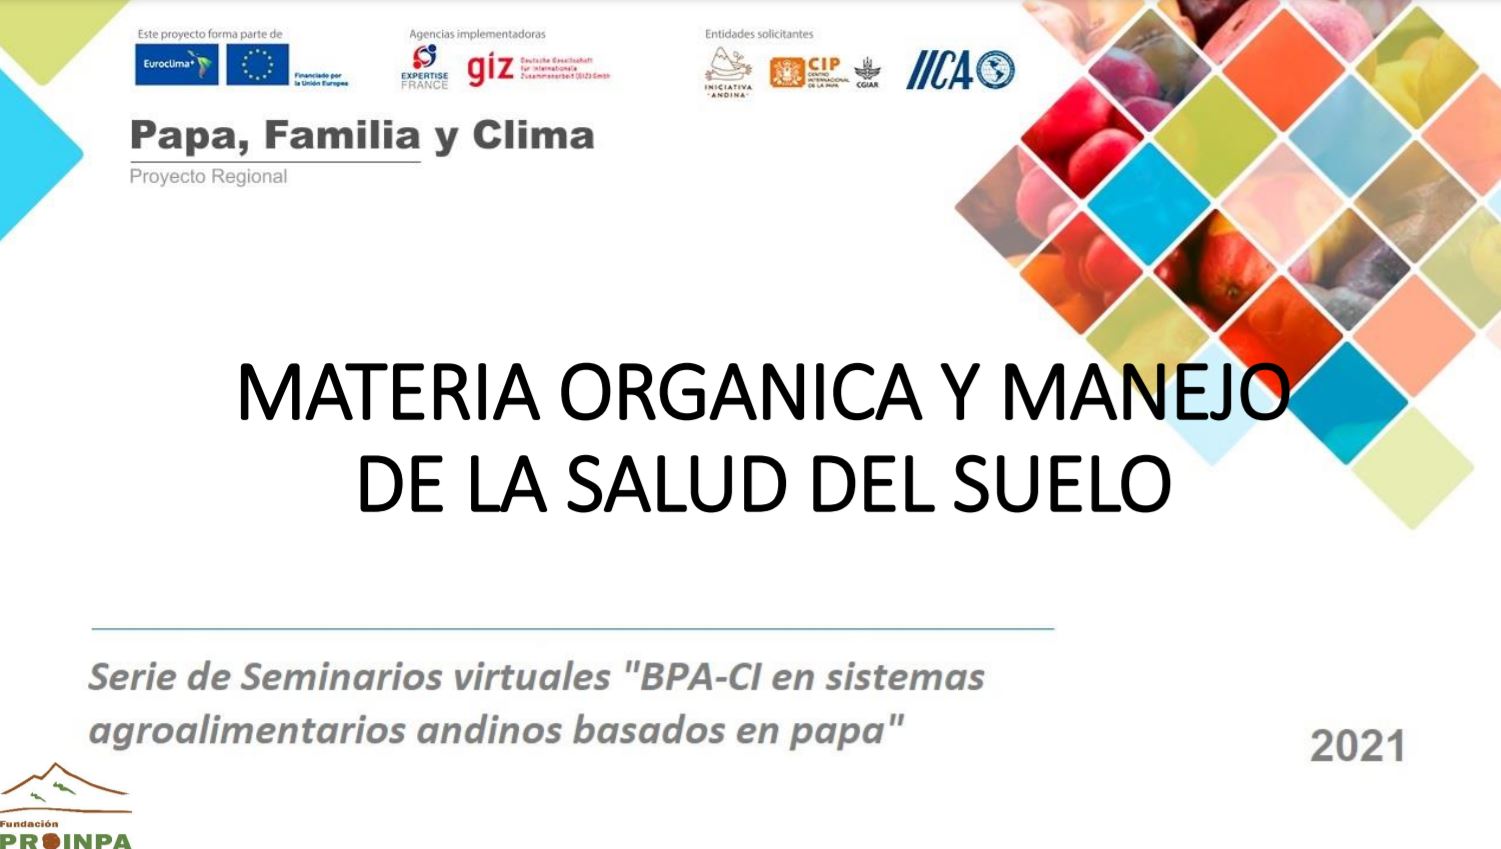 Este proyecto forma parte de
Agencias implementadoras
Entidades solicitantes
Euroclima+
Financiado por
la Unión Europea
EXPERTISE
FRANCE
giz
Deutsche Gesellschaft
für Internationale
Zusammenarbeit (GIZ) GmbH
INICIATIVA
·ANDINA·
CIP
CENTRO
INTERNACIONAL
DE LA PAPA
CGIAR
IICA
Papa, Familia y Clima
Proyecto Regional
MATERIA ORGANICA Y MANEJO
DE LA SALUD DEL SUELO
Serie de Seminarios virtuales "BPA-CI en sistemas
agroalimentarios andinos basados en papa"
2021
Fundación
PROINPA